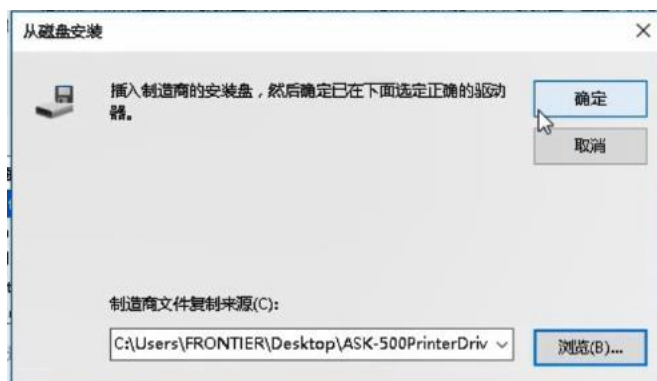 从磁盘安装
插入制造商的安装盘，然后确定已在下面选定正确的驱动
器。
确定
取消
制造商文件复制来源(C):
C:\Users\FRONTIER\Desktop\ASK-500PrinterDriv
浏览(B)...